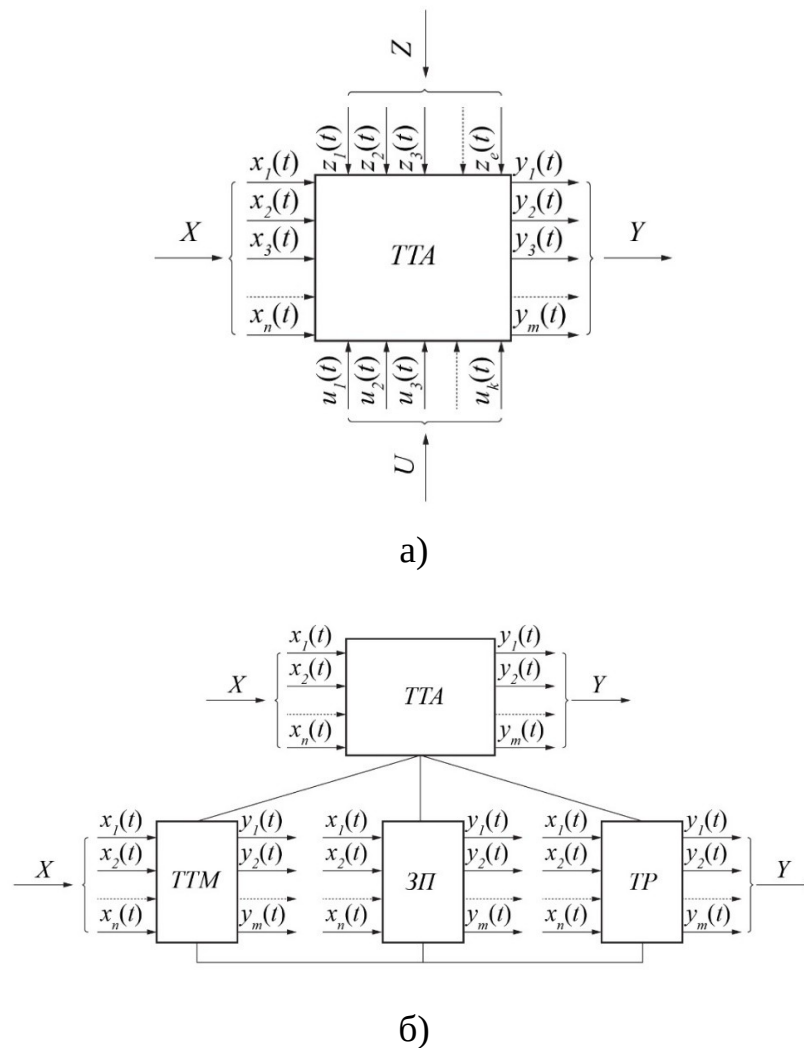 Z
z₁(t) z₂(t) z₃(t) zₑ(t)
x₁(t) y₁(t)
x₂(t) y₂(t)
X x₃(t) TTA y₃(t) Y
xₙ(t) yₘ(t)
u₁(t) u₂(t) u₃(t) uₖ(t)
U
а)
x₁(t) y₁(t)
X x₂(t) TTA y₂(t) Y
xₙ(t) yₘ(t)
x₁(t) y₁(t) x₁(t) y₁(t) x₁(t) y₁(t)
X x₂(t) TTM y₂(t) x₂(t) ЗП y₂(t) x₂(t) TP y₂(t) Y
xₙ(t) yₘ(t) xₙ(t) yₘ(t) xₙ(t) yₘ(t)
б)